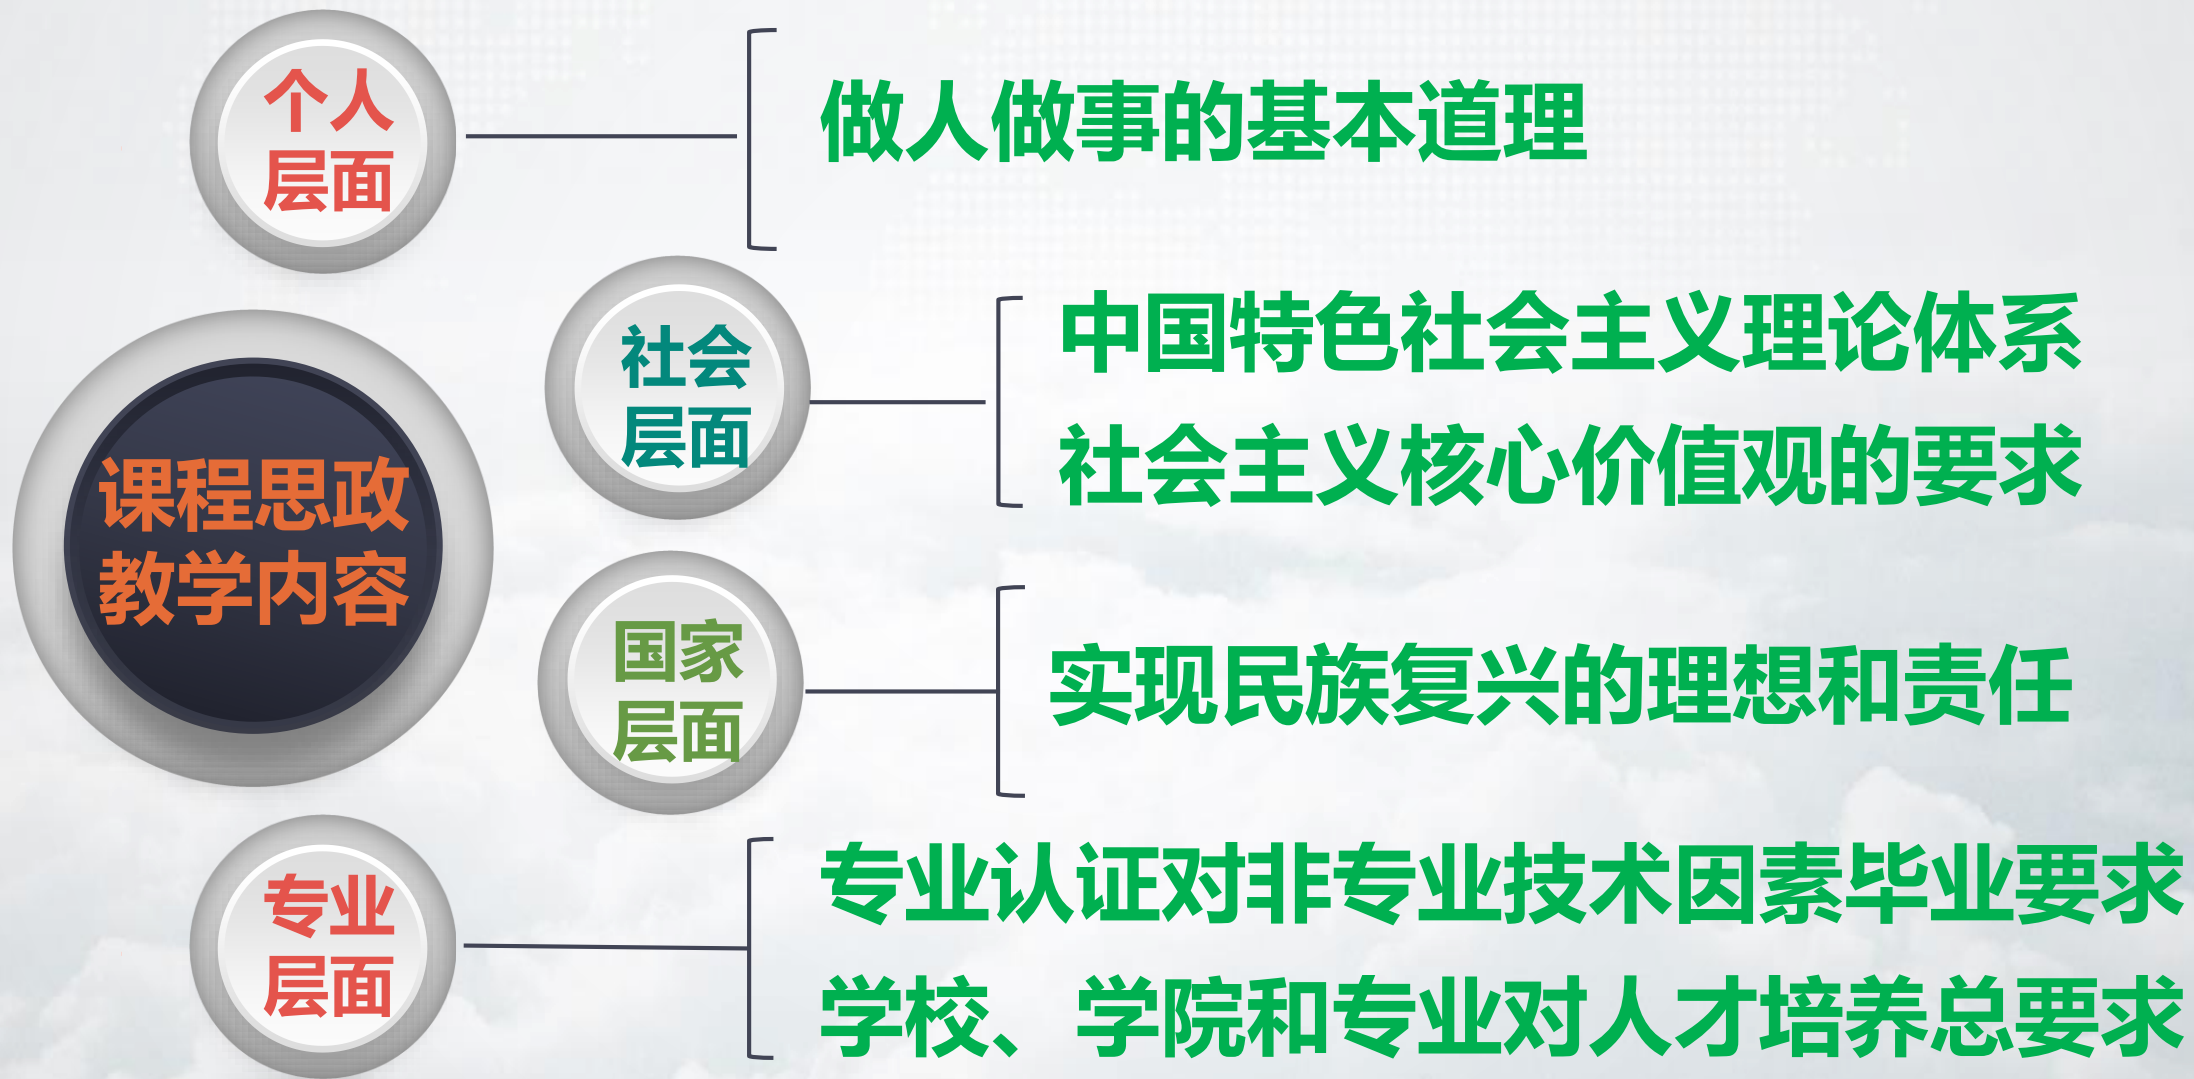 个人
层面
做人做事的基本道理
社会
层面
中国特色社会主义理论体系
社会主义核心价值观的要求
课程思政
教学内容
国家
层面
实现民族复兴的理想和责任
专业
层面
专业认证对非专业技术因素毕业要求
学校、学院和专业对人才培养总要求